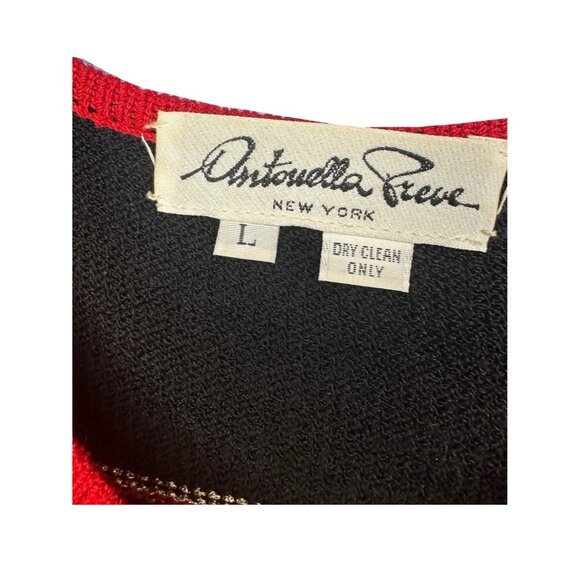 Antonella Preve
NEW YORK
L
DRY CLEAN
ONLY